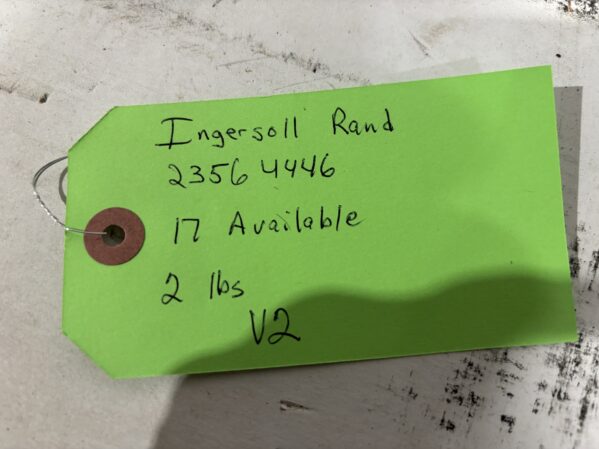 Ingersoll Rand
23564446
17 Available
2 lbs
V2